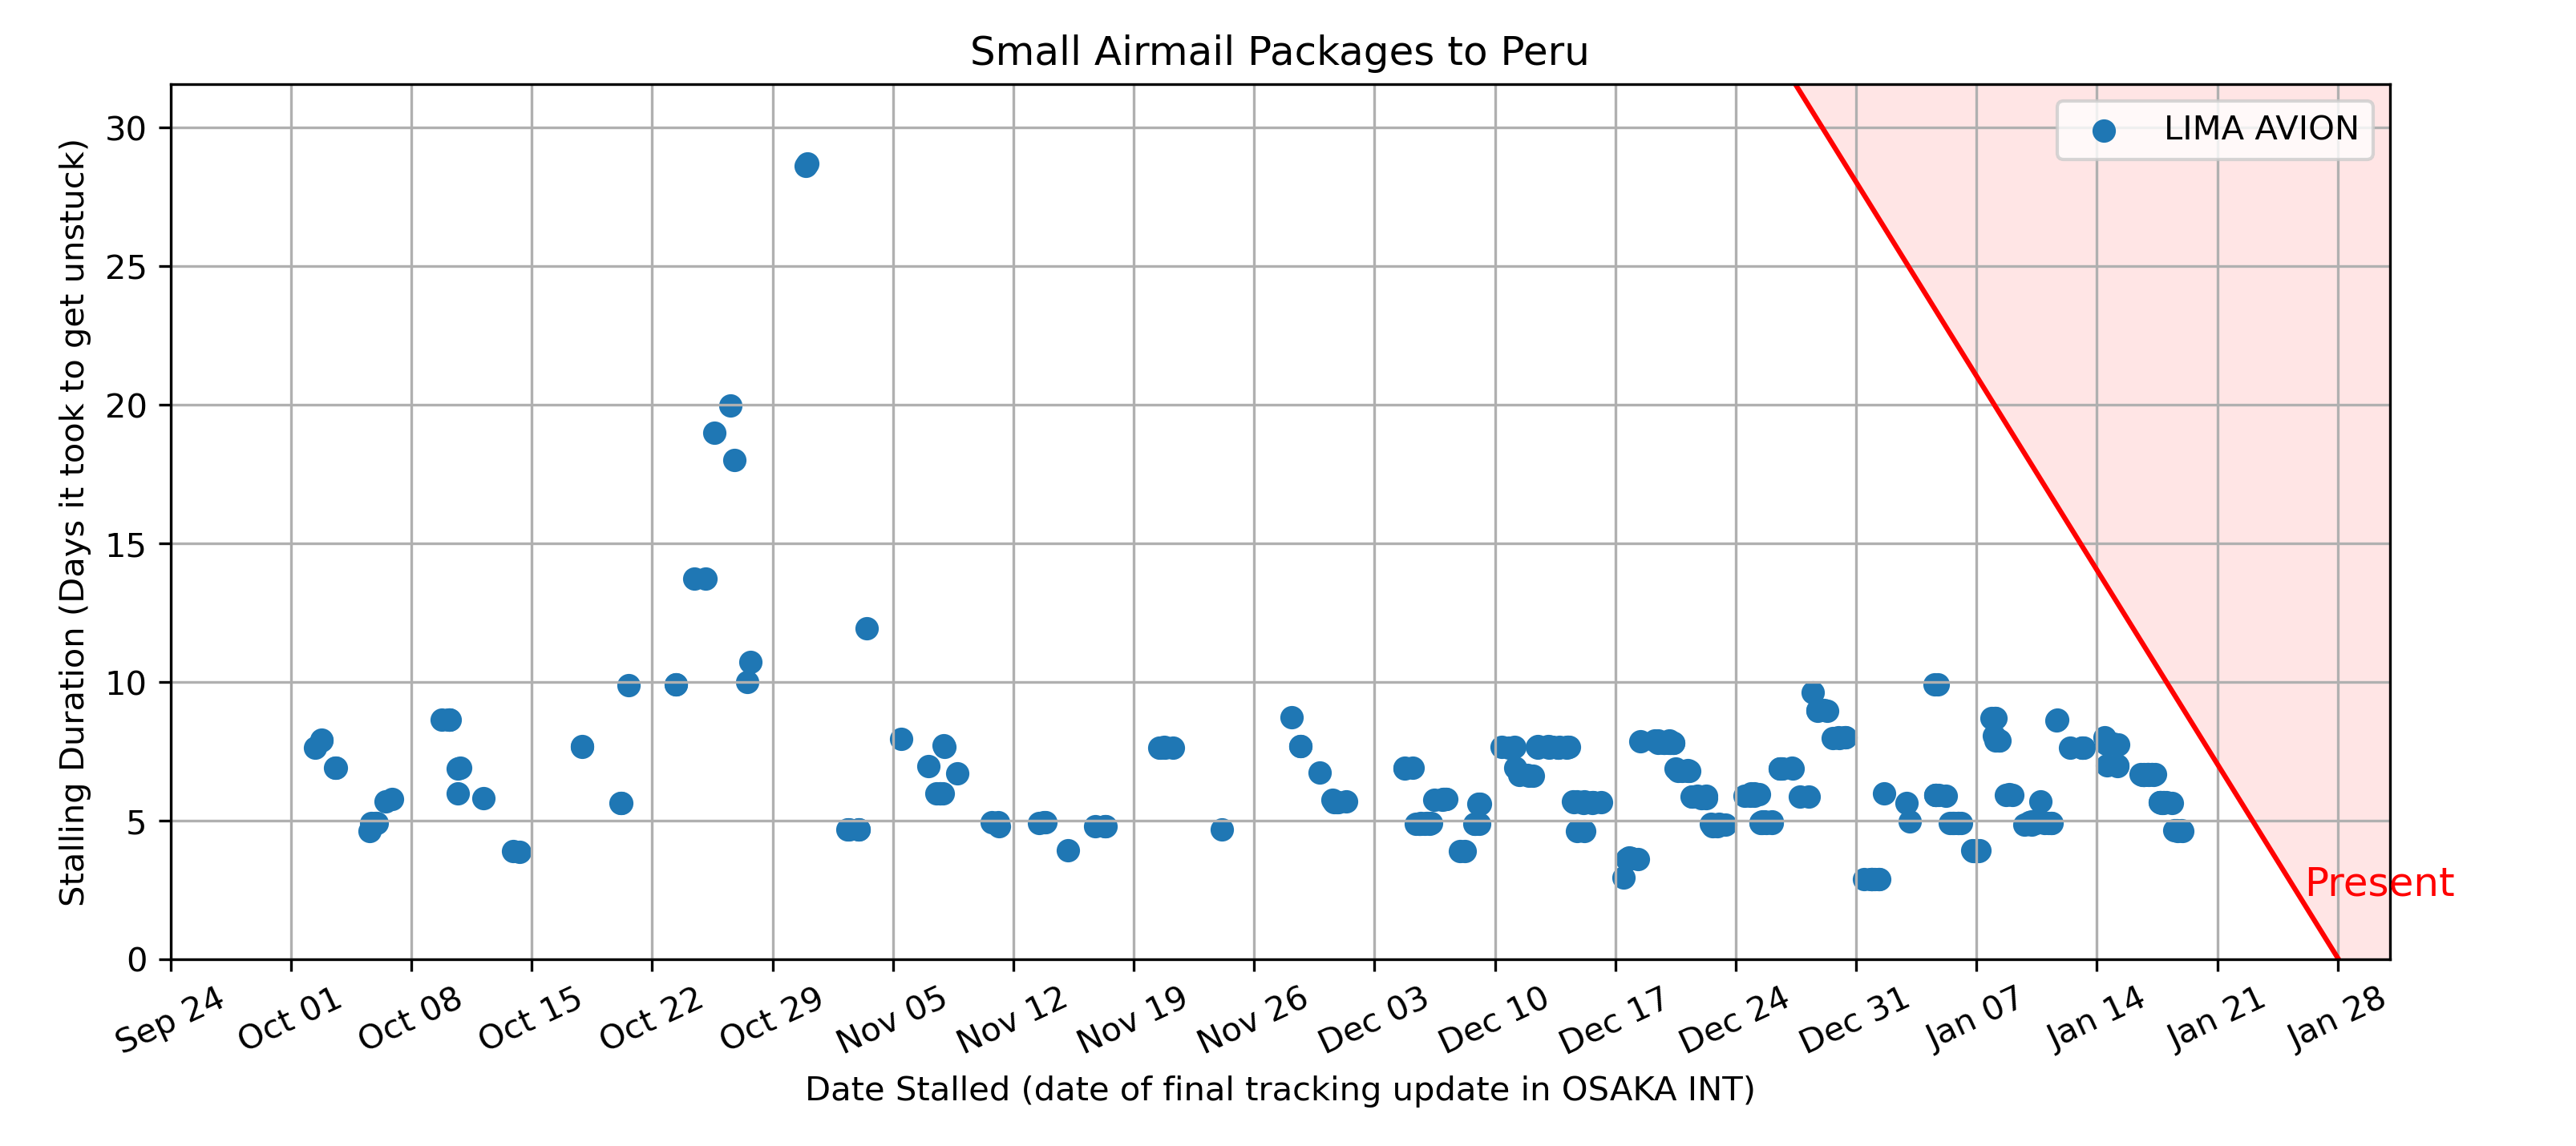 Small Airmail Packages to Peru
LIMA AVION
Stalling Duration (Days it took to get unstuck)
30
25
20
15
10
5
0
Present
Sep 24 Oct 01 Oct 08 Oct 15 Oct 22 Oct 29 Nov 05 Nov 12 Nov 19 Nov 26 Dec 03 Dec 10 Dec 17 Dec 24 Dec 31 Jan 07 Jan 14 Jan 21 Jan 28
Date Stalled (date of final tracking update in OSAKA INT)